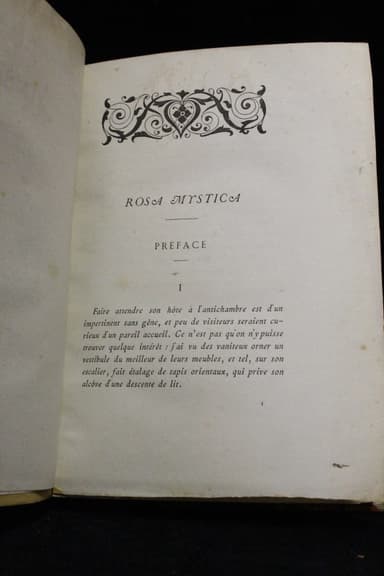 ROSA MYSTICA
PREFACE
I
Faire attendre son hôte à l'antichambre est d'un
impertinent sans gêne, et peu de visiteurs seraient cu-
rieux d'un pareil accueil. Ce n'est pas qu'on n'y puisse
trouver quelque intérêt : j'ai vu des vaniteux orner un
vestibule du meilleur de leurs meubles, et tel, sur son
escalier, fait étalage de tapis orientaux, qui prive son
alcôve d'une descente de lit.